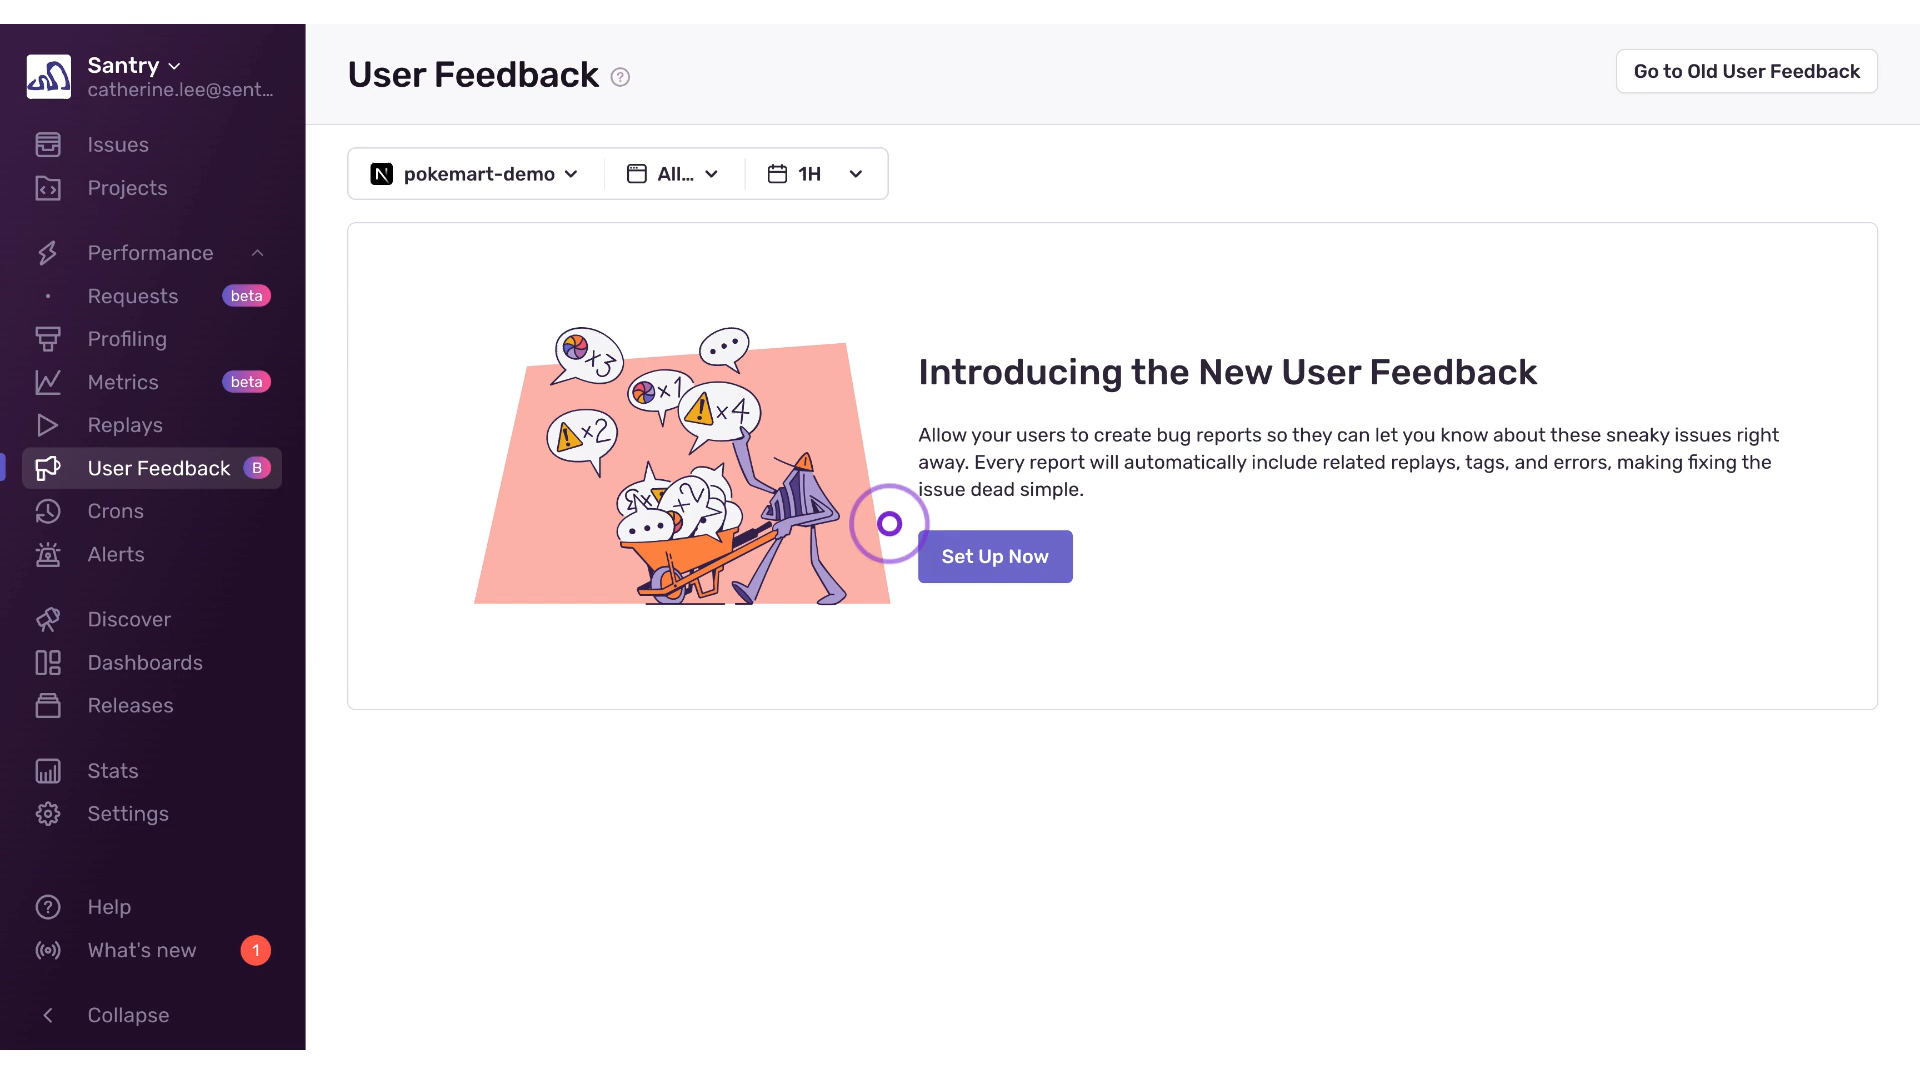 Santry
catherine.lee@sent...
Issues
Projects
Performance
Requests beta
Profiling
Metrics beta
Replays
User Feedback B
Crons
Alerts
Discover
Dashboards
Releases
Stats
Settings
Help
What's new 1
Collapse
User Feedback ?
Go to Old User Feedback
N pokemart-demo All... 1H
x3
x1
x4
x2
x2
Introducing the New User Feedback
Allow your users to create bug reports so they can let you know about these sneaky issues right
away. Every report will automatically include related replays, tags, and errors, making fixing the
issue dead simple.
Set Up Now